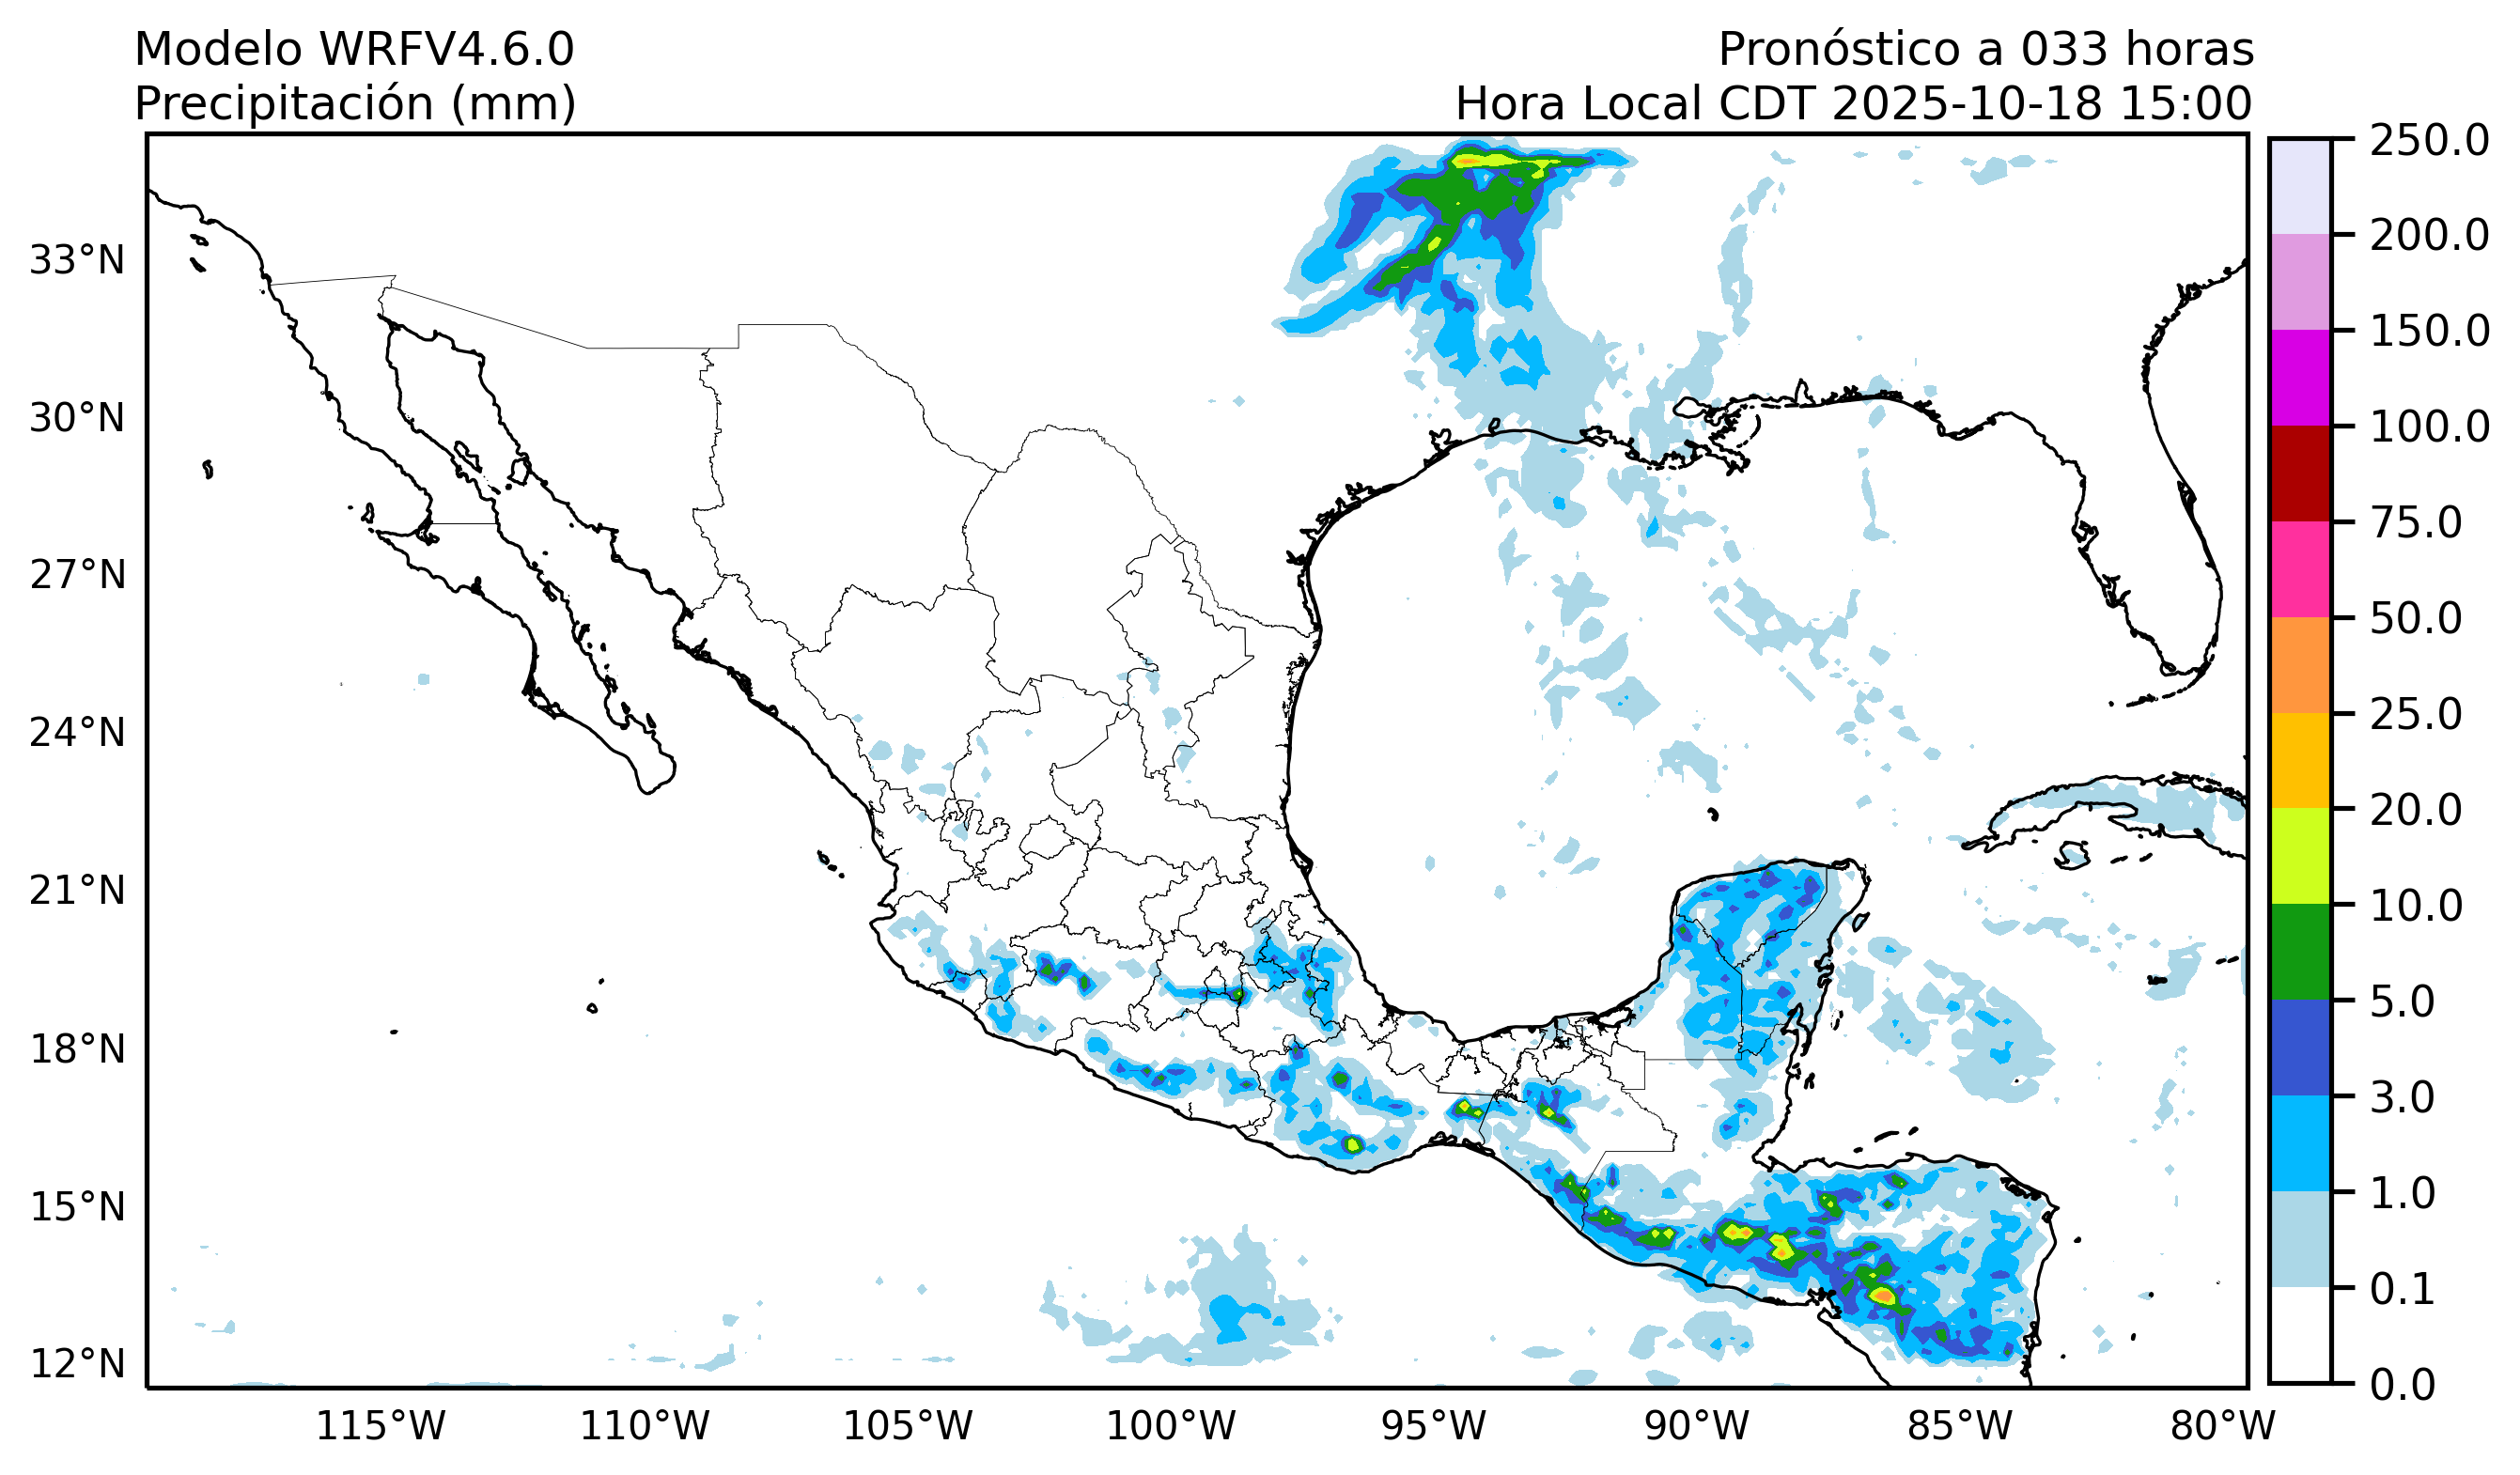 Modelo WRFV4.6.0
Precipitación (mm)
Pronóstico a 033 horas
Hora Local CDT 2025-10-18 15:00
33°N
30°N
27°N
24°N
21°N
18°N
15°N
12°N
115°W
110°W
105°W
100°W
95°W
90°W
85°W
80°W
250.0
200.0
150.0
100.0
75.0
50.0
25.0
20.0
10.0
5.0
3.0
1.0
0.1
0.0